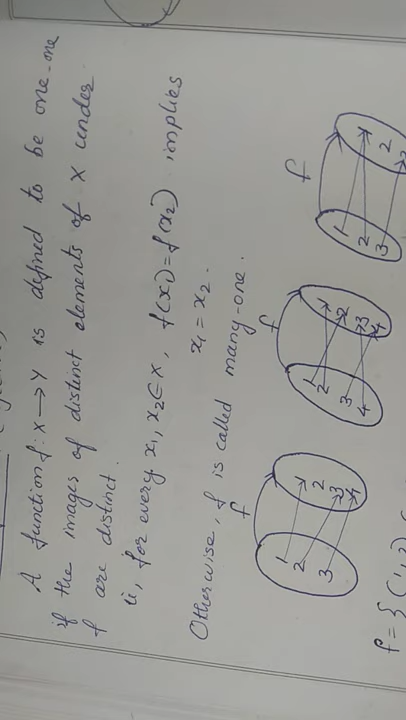 A function f: X → Y is defined to be one-one
if the images of distinct elements of X under
f are distinct.
ie, for every x₁, x₂ ∈ X, f(x₁) = f(x₂) implies
x₁ = x₂.
Otherwise, f is called many-one.
f f f
1 2 3 1 2 3 4
1 2 3 4 1 2 3 4
1 2 3 1 2 3
f = { (1,